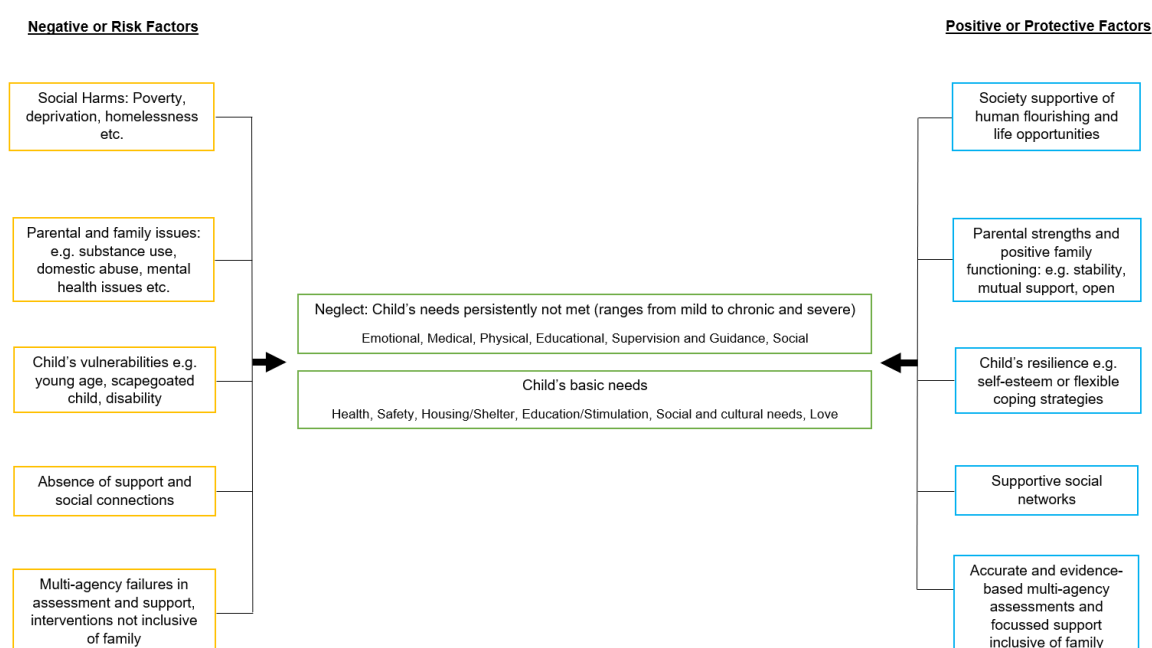 Negative or Risk Factors
Positive or Protective Factors
Social Harms: Poverty,
deprivation, homelessness
etc.
Parental and family issues:
e.g. substance use,
domestic abuse, mental
health issues etc.
Child’s vulnerabilities e.g.
young age, scapegoated
child, disability
Absence of support and
social connections
Multi-agency failures in
assessment and support,
interventions not inclusive
of family
Neglect: Child’s needs persistently not met (ranges from mild to chronic and severe)
Emotional, Medical, Physical, Educational, Supervision and Guidance, Social
Child’s basic needs
Health, Safety, Housing/Shelter, Education/Stimulation, Social and cultural needs, Love
Society supportive of
human flourishing and
life opportunities
Parental strengths and
positive family
functioning: e.g. stability,
mutual support, open
Child’s resilience e.g.
self-esteem or flexible
coping strategies
Supportive social
networks
Accurate and evidence-
based multi-agency
assessments and
focussed support
inclusive of family